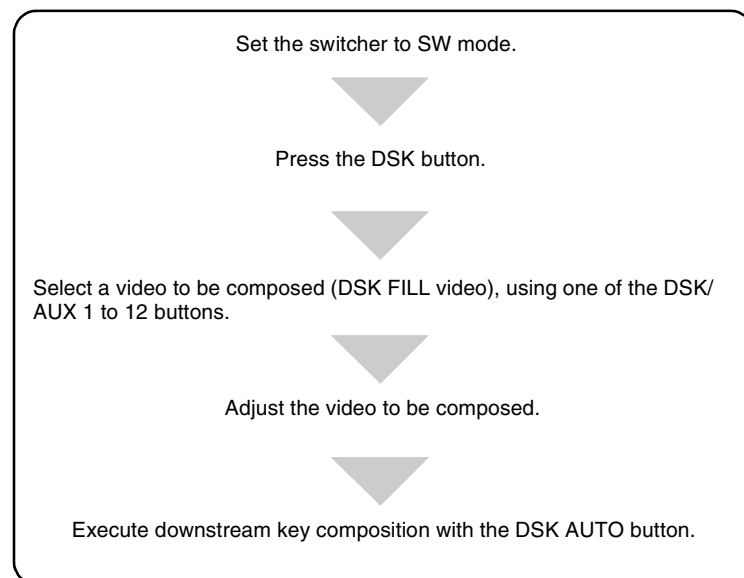 Set the switcher to SW mode.
Press the DSK button.
Select a video to be composed (DSK FILL video), using one of the DSK/
AUX 1 to 12 buttons.
Adjust the video to be composed.
Execute downstream key composition with the DSK AUTO button.